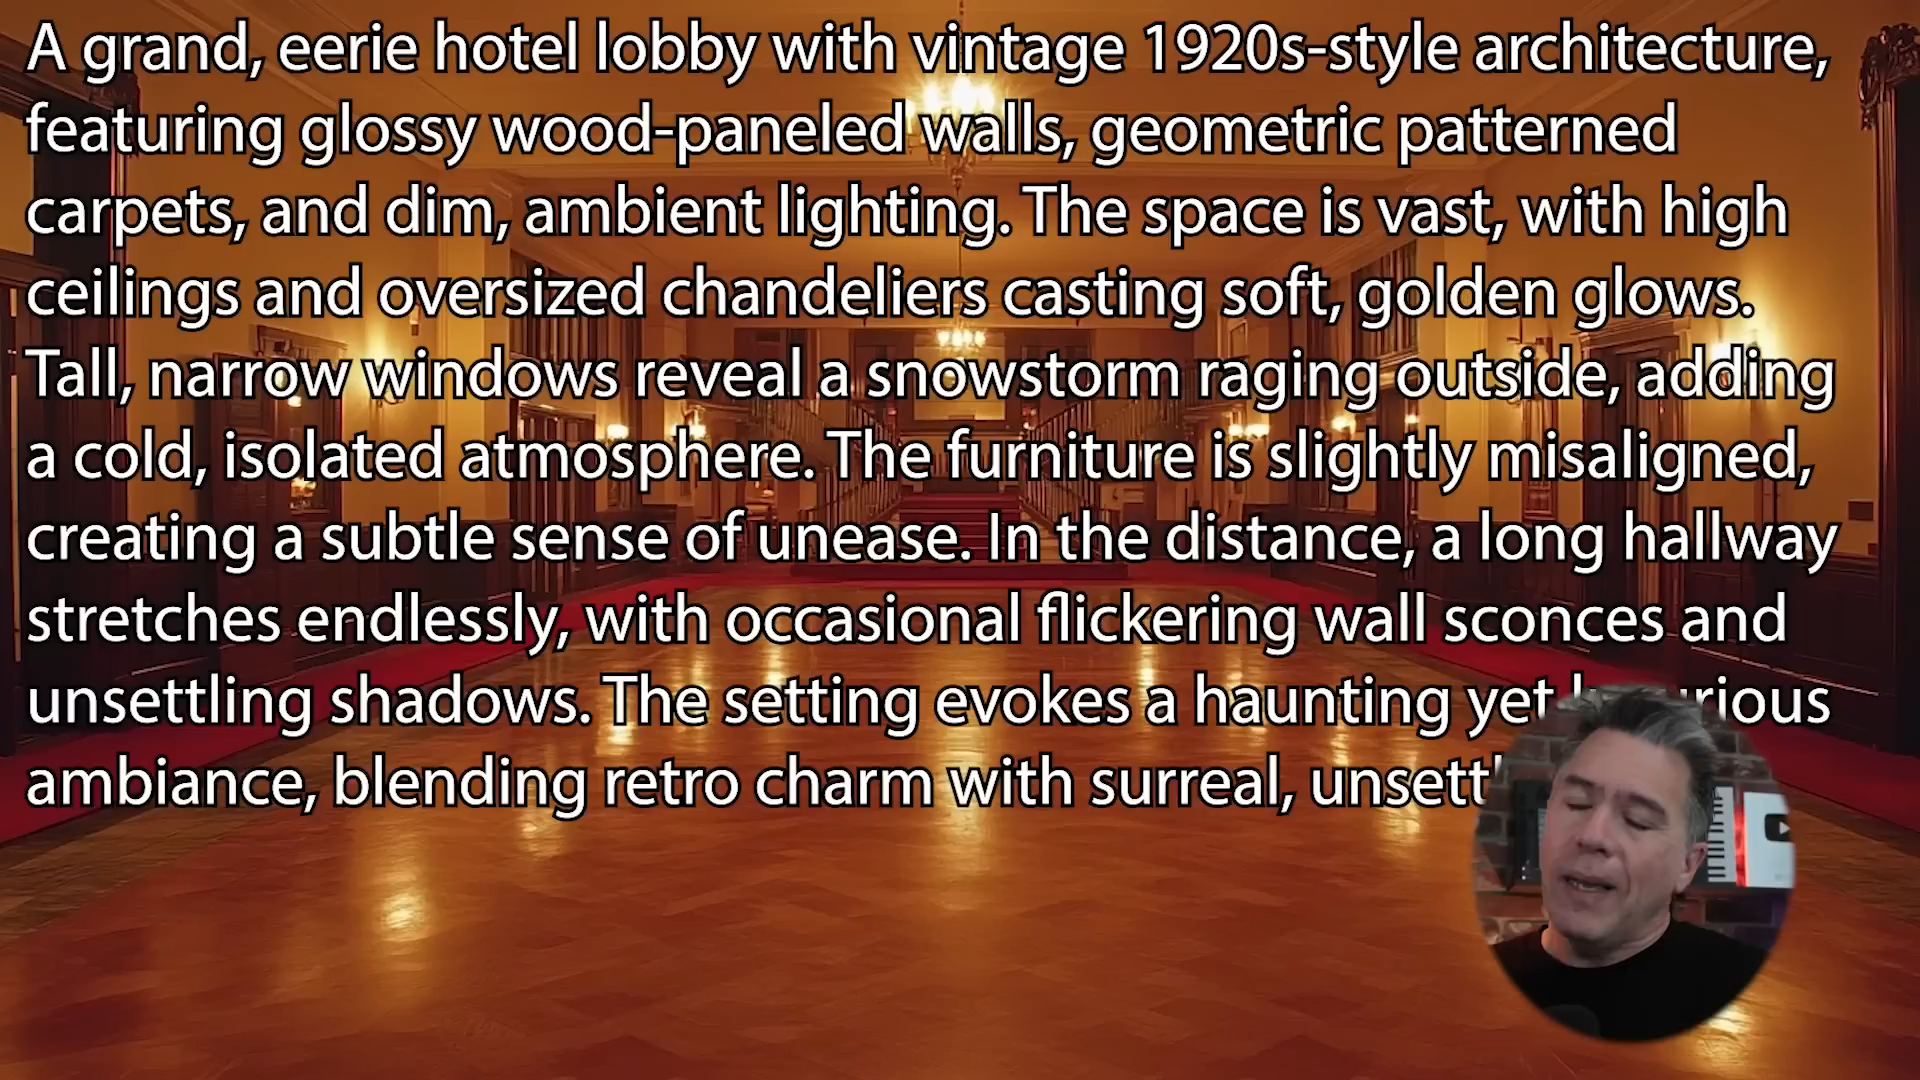 A grand, eerie hotel lobby with vintage 1920s-style architecture,
featuring glossy wood-paneled walls, geometric patterned
carpets, and dim, ambient lighting. The space is vast, with high
ceilings and oversized chandeliers casting soft, golden glows.
Tall, narrow windows reveal a snowstorm raging outside, adding
a cold, isolated atmosphere. The furniture is slightly misaligned,
creating a subtle sense of unease. In the distance, a long hallway
stretches endlessly, with occasional flickering wall sconces and
unsettling shadows. The setting evokes a haunting yet
ambiance, blending retro charm with surreal,